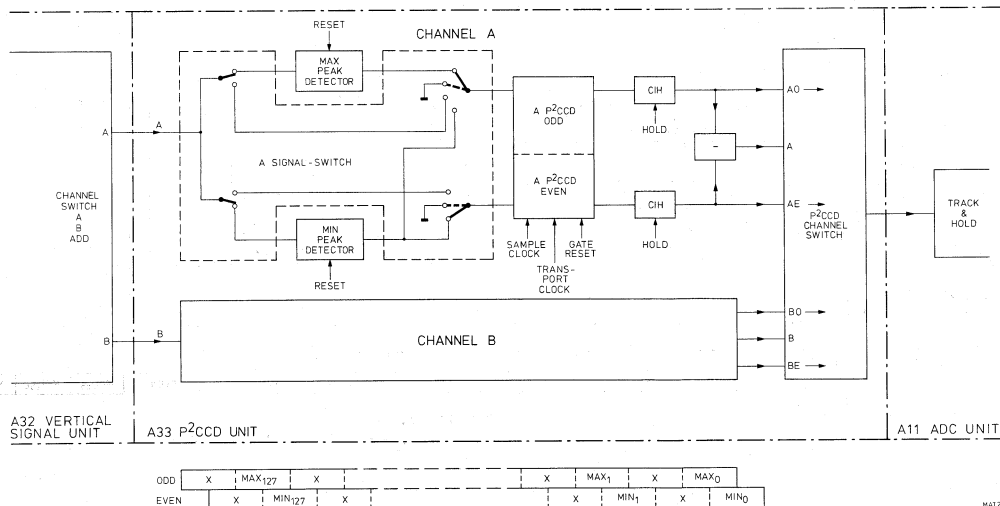 RESET
CHANNEL A
MAX
PEAK
DETECTOR
A
A
A SIGNAL-SWITCH
MIN
PEAK
DETECTOR
RESET
A P²CCD
ODD
A P²CCD
EVEN
SAMPLE
CLOCK
TRANS-
PORT
CLOCK
GATE
RESET
CIH
HOLD
CIH
HOLD
-
AO
A
AE
P²CCD
CHANNEL
SWITCH
BO
B
BE
TRACK
&
HOLD
CHANNEL
SWITCH
A
B
ADD
B
B
CHANNEL B
A32 VERTICAL
SIGNAL UNIT
A33 P²CCD UNIT
A11 ADC UNIT
ODD X MAX₁₂₇ X X MAX₁ X MAX₀
EVEN X MIN₁₂₇ X X MIN₁ X MIN₀